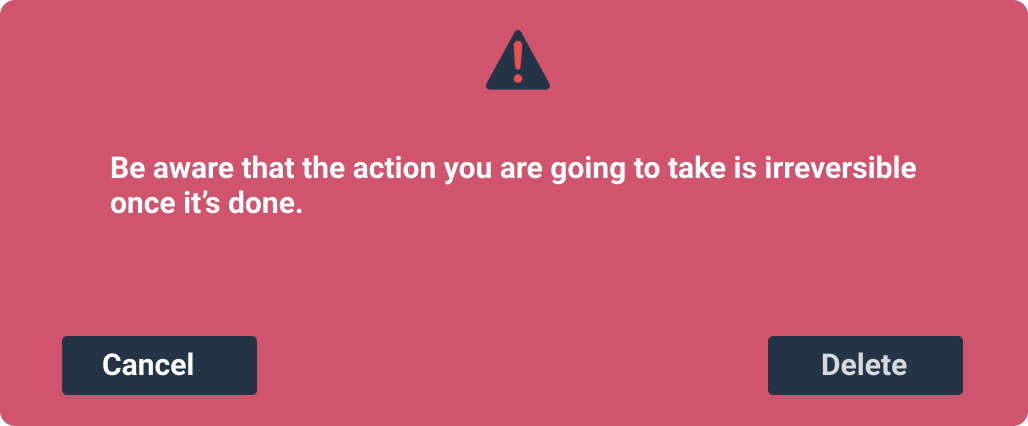 Be aware that the action you are going to take is irreversible
once it’s done.
Cancel
Delete